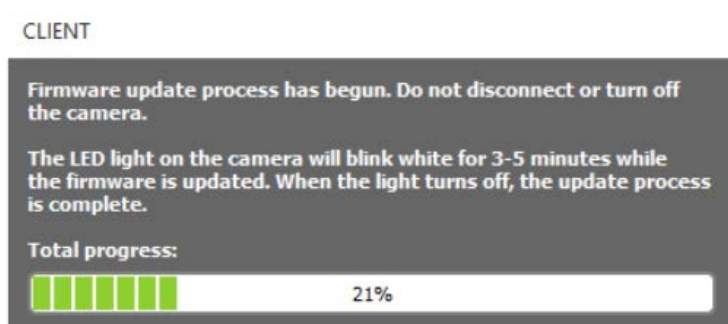 CLIENT
Firmware update process has begun. Do not disconnect or turn off
the camera.
The LED light on the camera will blink white for 3-5 minutes while
the firmware is updated. When the light turns off, the update process
is complete.
Total progress:
21%